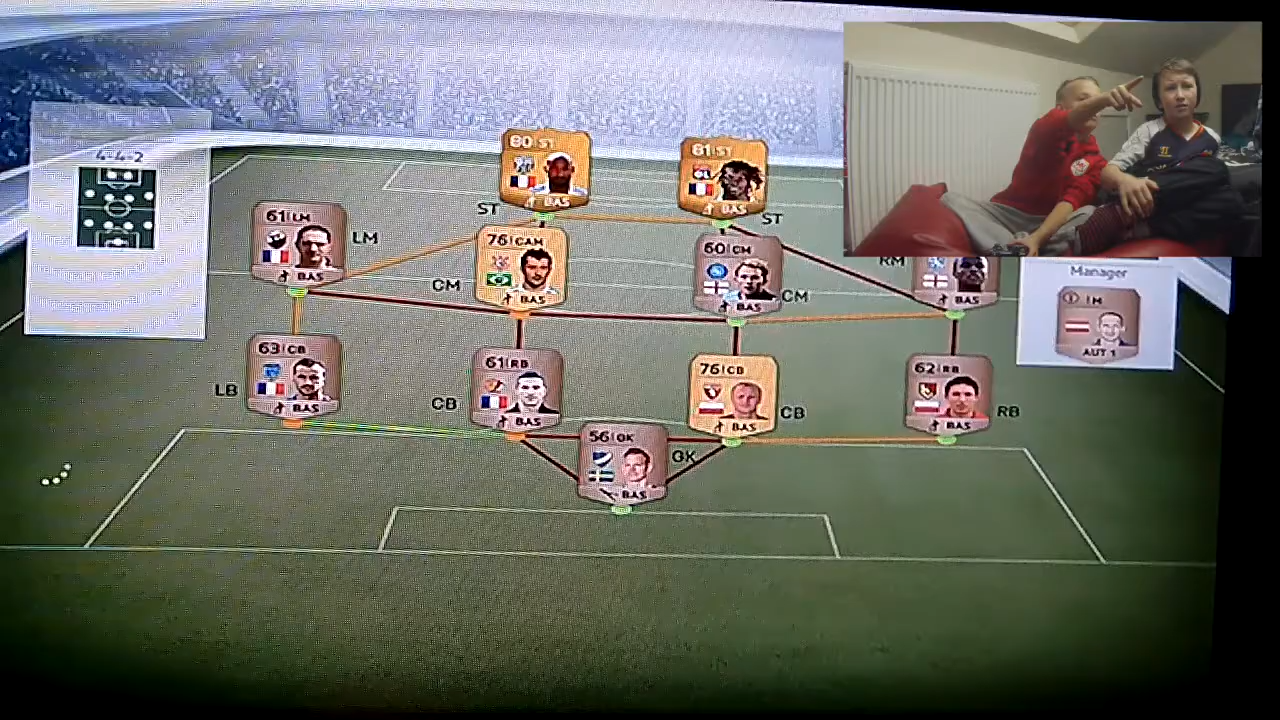 4-4-2
80 ST
BAS
ST
81 ST
BAS
ST
61 LM
BAS
LM
76 CAM
BAS
CM
60 CM
BAS
CM
RM
BAS
Manager
M
AUT 1
63 CB
BAS
LB
61 RB
BAS
CB
76 CB
BAS
CB
62 RB
BAS
RB
56 GK
BAS
GK